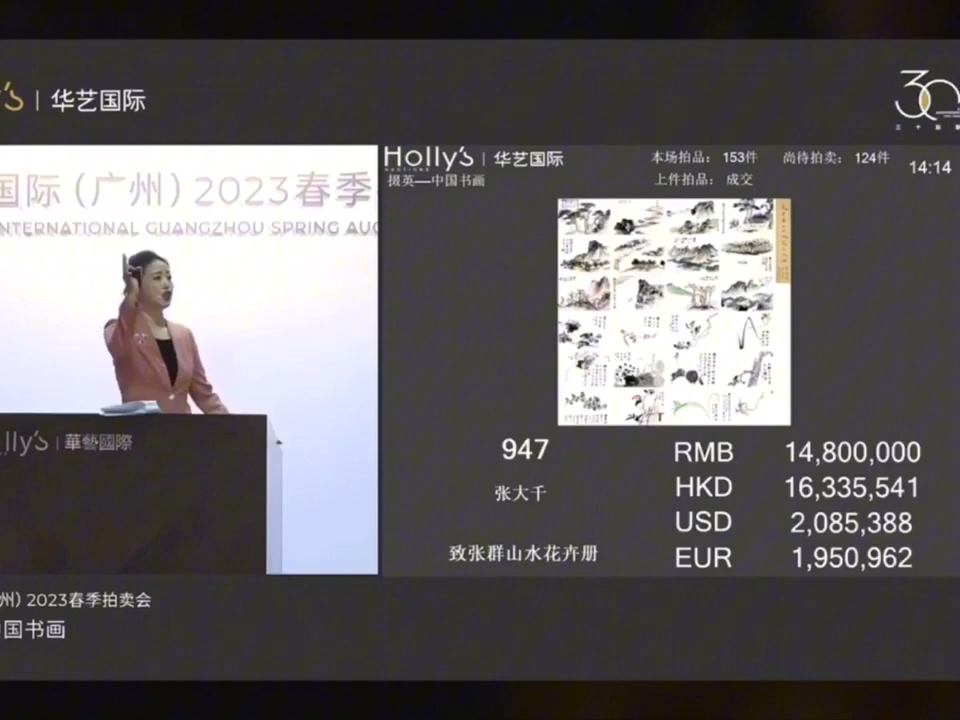 's | 华艺国际
30
国际（广州）2023春季
NTERNATIONAL GUANGZHOU SPRING AUC
lly's | 華藝國際
Holly's | 华艺国际
AUCTIONS
撷英—中国书画
本场拍品： 153件 尚待拍卖： 124件
上件拍品： 成交
14:14
947
张大千
致张群山水花卉册
RMB 14,800,000
HKD 16,335,541
USD 2,085,388
EUR 1,950,962
州）2023春季拍卖会
中国书画